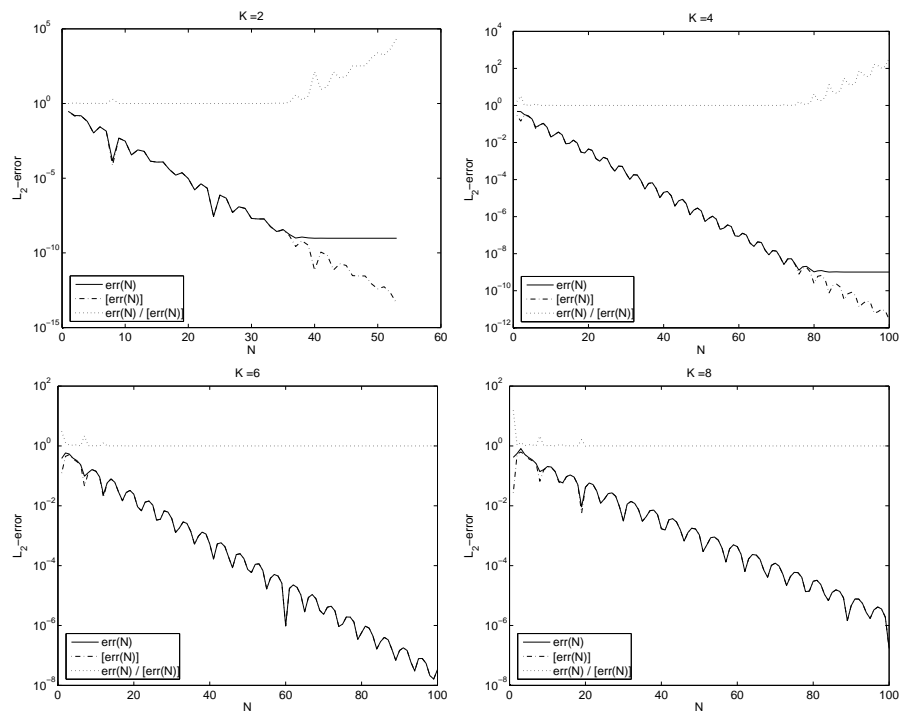 K =2
10^5
10^0
10^−5
10^−10
10^−15
L_2−error
0 10 20 30 40 50 60
N
err(N)
[err(N)]
err(N) / [err(N)]
K =4
10^4
10^2
10^0
10^−2
10^−4
10^−6
10^−8
10^−10
10^−12
L_2−error
0 20 40 60 80 100
N
err(N)
[err(N)]
err(N) / [err(N)]
K =6
10^2
10^0
10^−2
10^−4
10^−6
10^−8
L_2−error
0 20 40 60 80 100
N
err(N)
[err(N)]
err(N) / [err(N)]
K =8
10^2
10^0
10^−2
10^−4
10^−6
10^−8
L_2−error
0 20 40 60 80 100
N
err(N)
[err(N)]
err(N) / [err(N)]